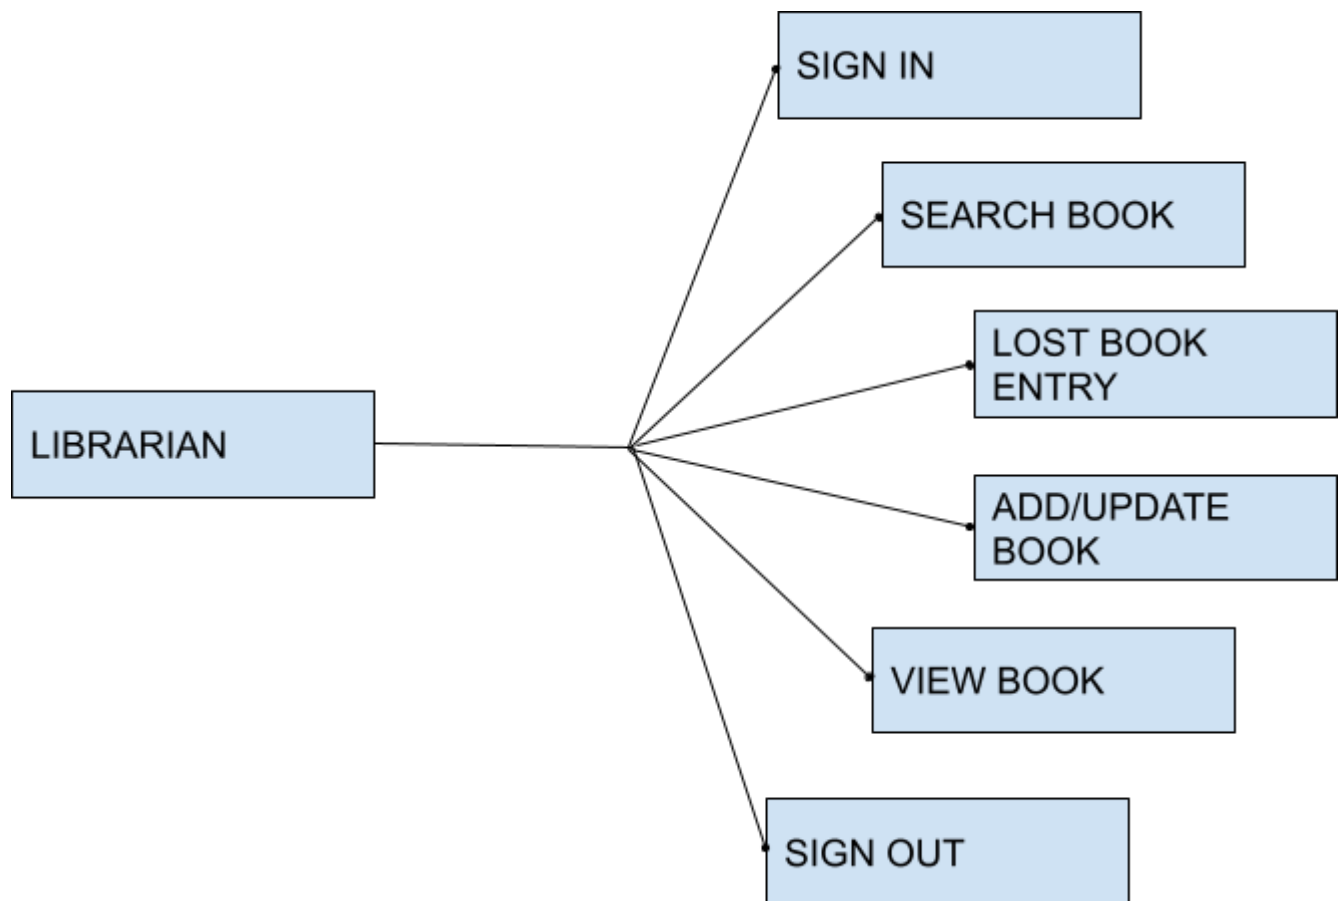 SIGN IN
SEARCH BOOK
LOST BOOK
ENTRY
LIBRARIAN
ADD/UPDATE
BOOK
VIEW BOOK
SIGN OUT